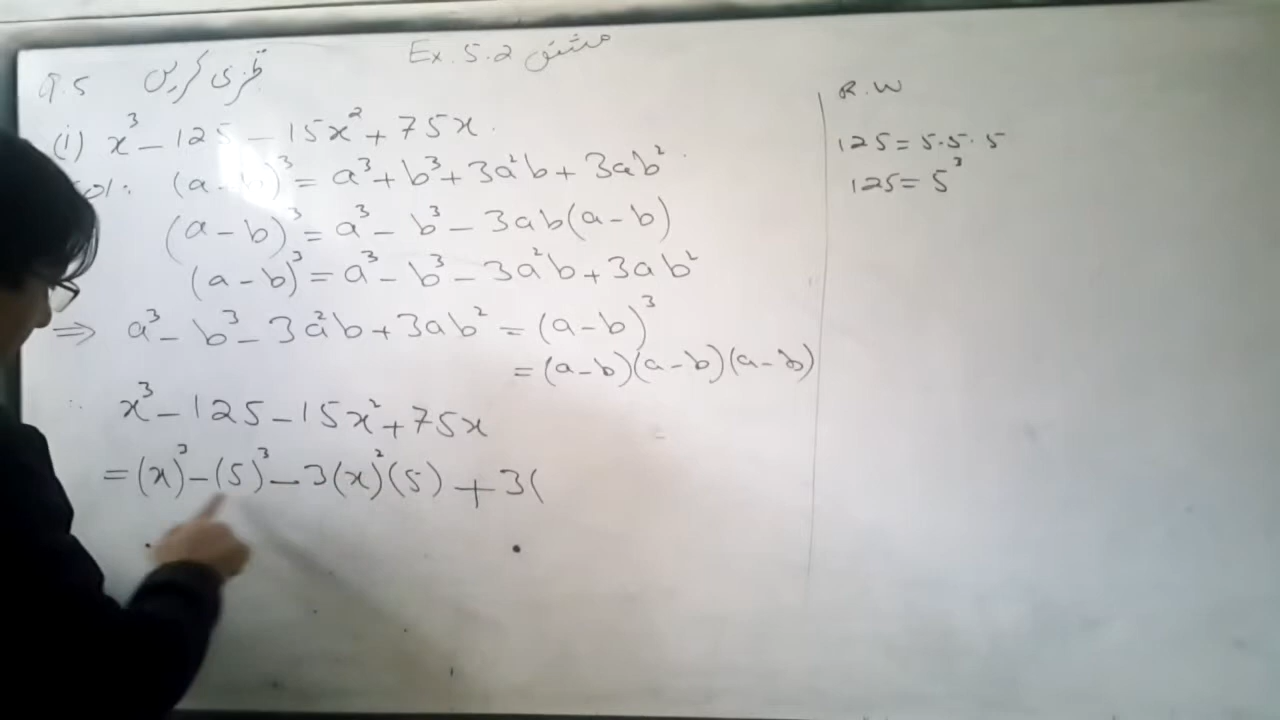 Ex. 5.2 مشق
Q.5 تجزی کریں
(i) x³ - 125 - 15x² + 75x.
Sol: (a - b)³ = a³ + b³ + 3a²b + 3ab²
(a - b)³ = a³ - b³ - 3ab(a - b)
(a - b)³ = a³ - b³ - 3a²b + 3ab²
⇒ a³ - b³ - 3a²b + 3ab² = (a - b)³
= (a - b)(a - b)(a - b)
∴ x³ - 125 - 15x² + 75x
= (x)³ - (5)³ - 3(x)²(5) + 3(
R.W
125 = 5·5·5
125 = 5³